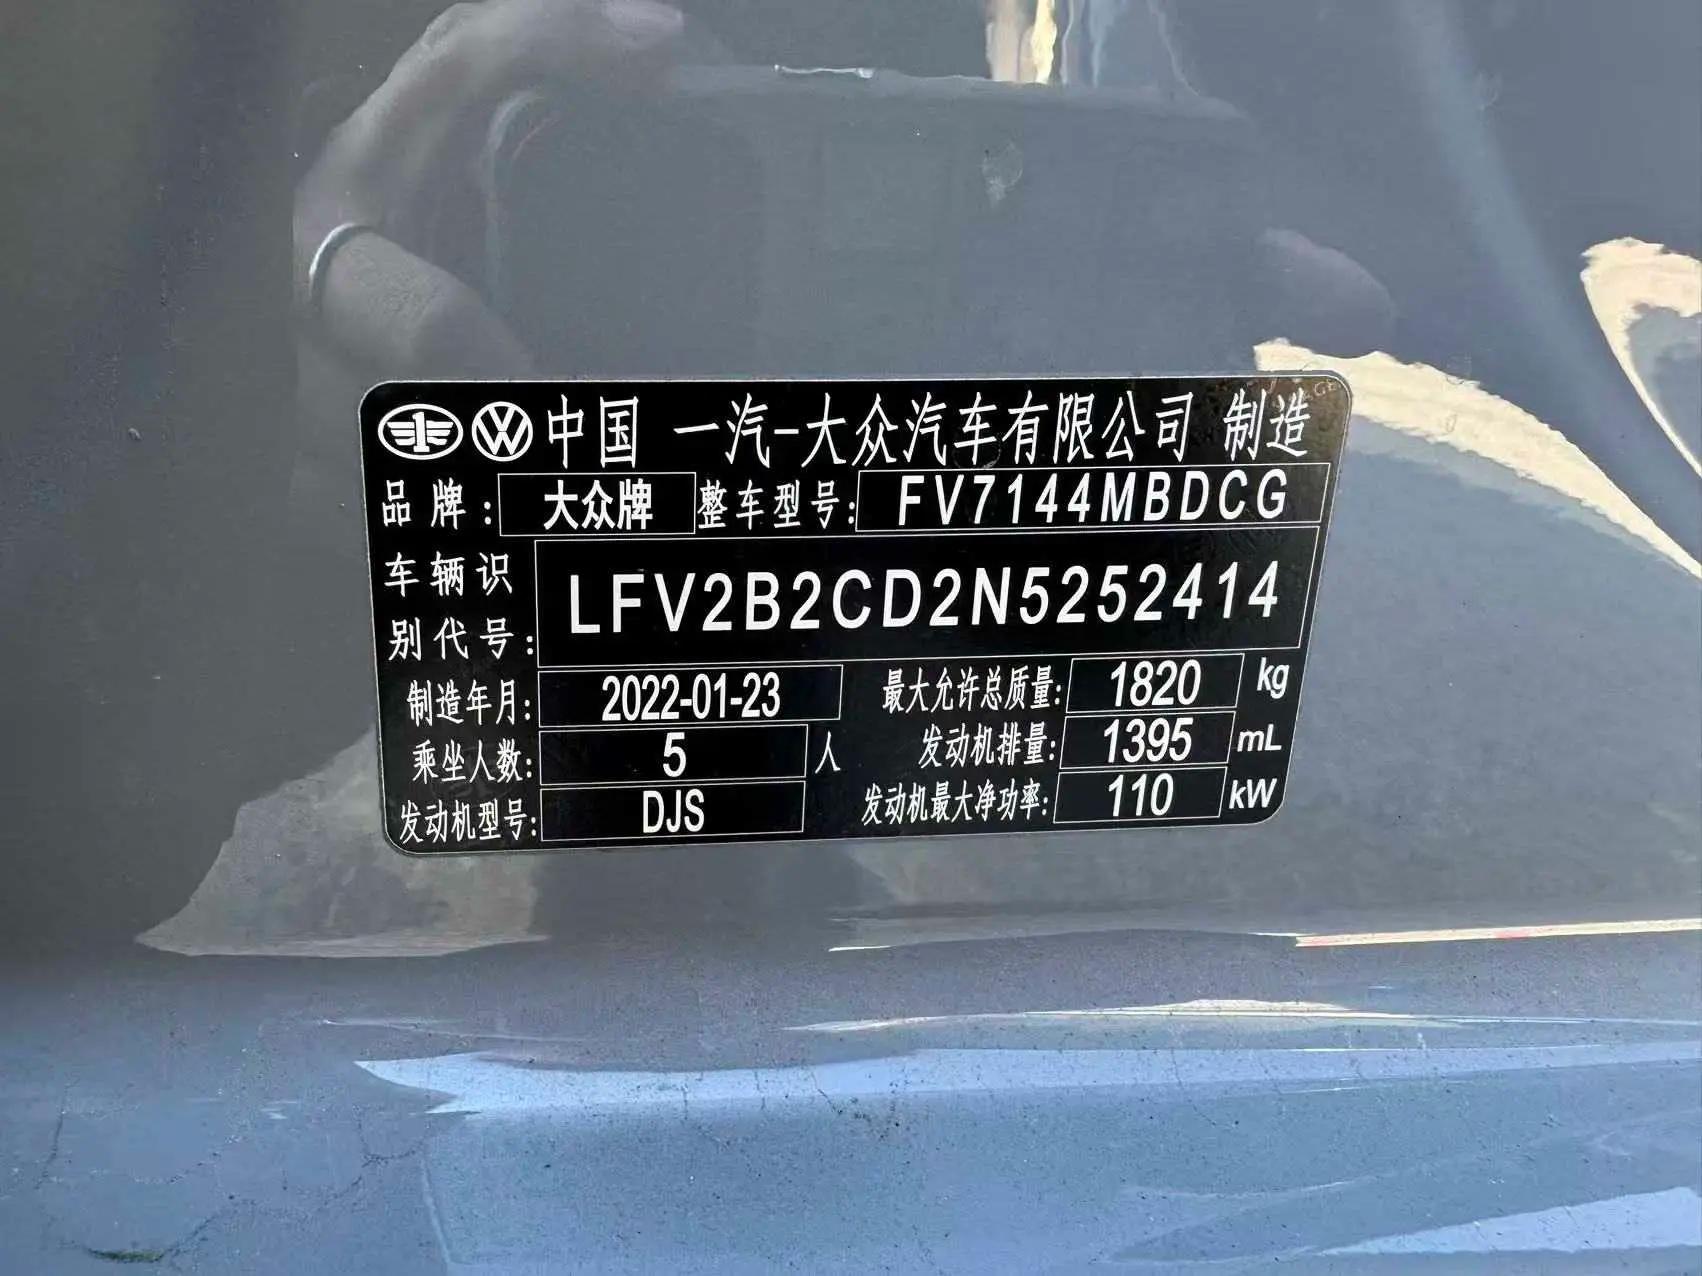 中国 一汽-大众汽车有限公司 制造
品牌: 大众牌 整车型号: FV7144MBDCG
车辆识别代号: LFV2B2CD2N5252414
制造年月: 2022-01-23 最大允许总质量: 1820 kg
乘坐人数: 5 人 发动机排量: 1395 mL
发动机型号: DJS 发动机最大净功率: 110 kW